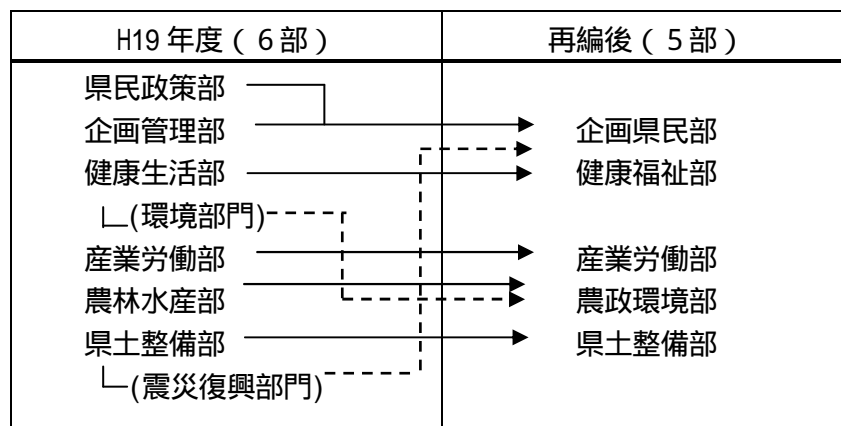 H19年度(6部) 再編後(5部)
県民政策部
企画管理部 企画県民部
健康生活部 健康福祉部
(環境部門)
産業労働部 産業労働部
農林水産部 農政環境部
県土整備部 県土整備部
(震災復興部門)